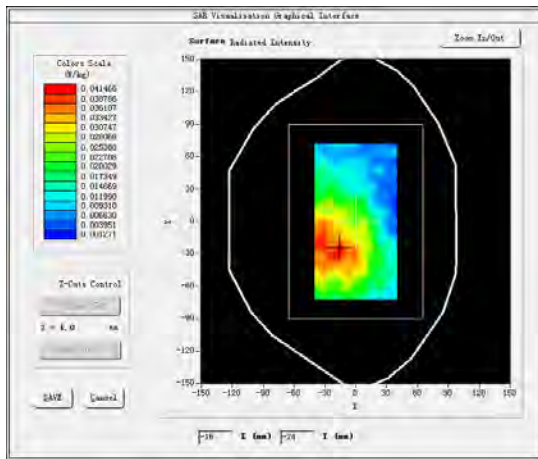 SAR Visualisation Graphical Interface
Surface Radiated Intensity
Zoom In/Out
Colors Scale
(W/kg)
0.041466
0.038786
0.036107
0.033427
0.030747
0.028068
0.025388
0.022708
0.020029
0.017349
0.014669
0.011990
0.009310
0.006630
0.003951
0.001271
150
120
90
60
30
0
-30
-60
-90
-120
-150
Y
-150 -120 -90 -60 -30 0 30 60 90 120 150
X
Z-Cuts Control
Z = 4.0 mm
SAVE
Cancel
-16 X (mm) -24 Y (mm)